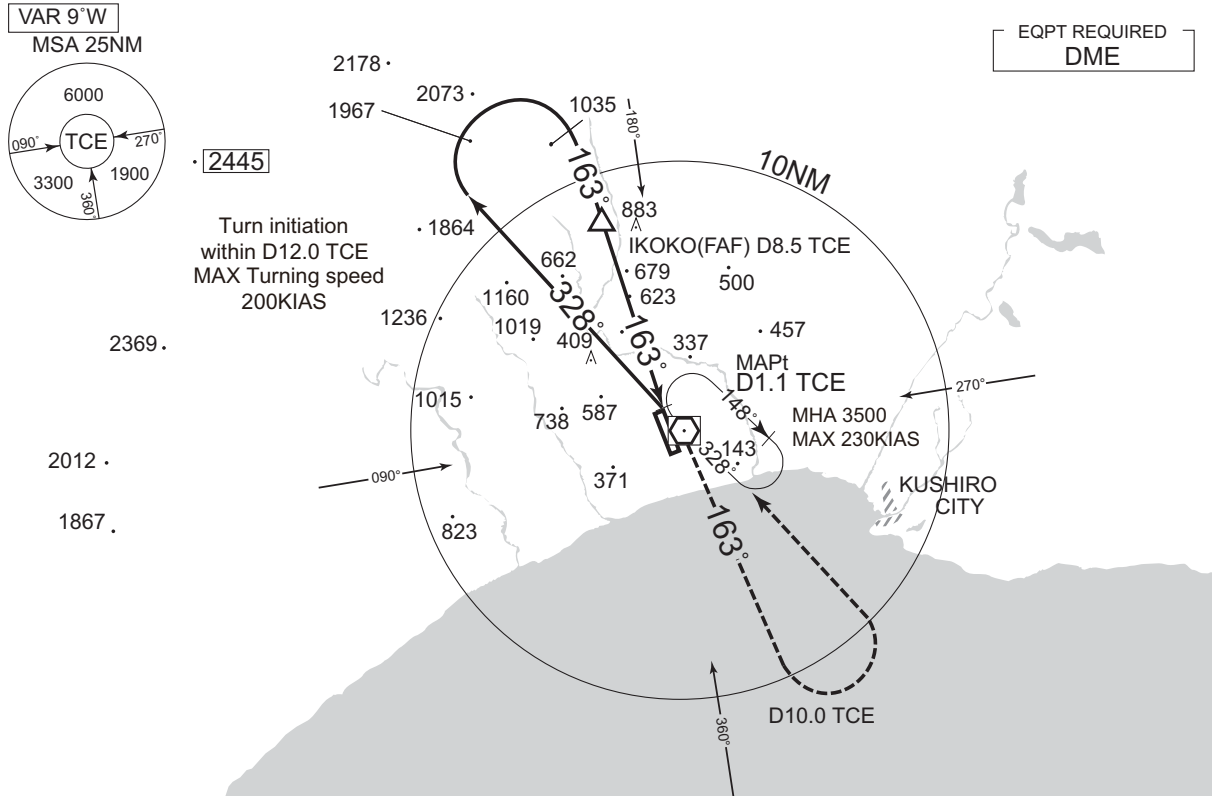 VAR 9°W
MSA 25NM
6000
TCE
090°
270°
3300
1900
360°
EQPT REQUIRED
DME
2178
2073
1967
1035
180°
163°
10NM
2445
883
IKOKO(FAF) D8.5 TCE
Turn initiation
within D12.0 TCE
MAX Turning speed
200KIAS
1864
662
679
500
1160
623
328°
1236
1019
409
163°
457
337
2369
MAPt
D1.1 TCE
270°
1015
738
587
148°
MHA 3500
MAX 230KIAS
143
328°
2012
090°
371
KUSHIRO
CITY
1867
823
163°
D10.0 TCE
360°